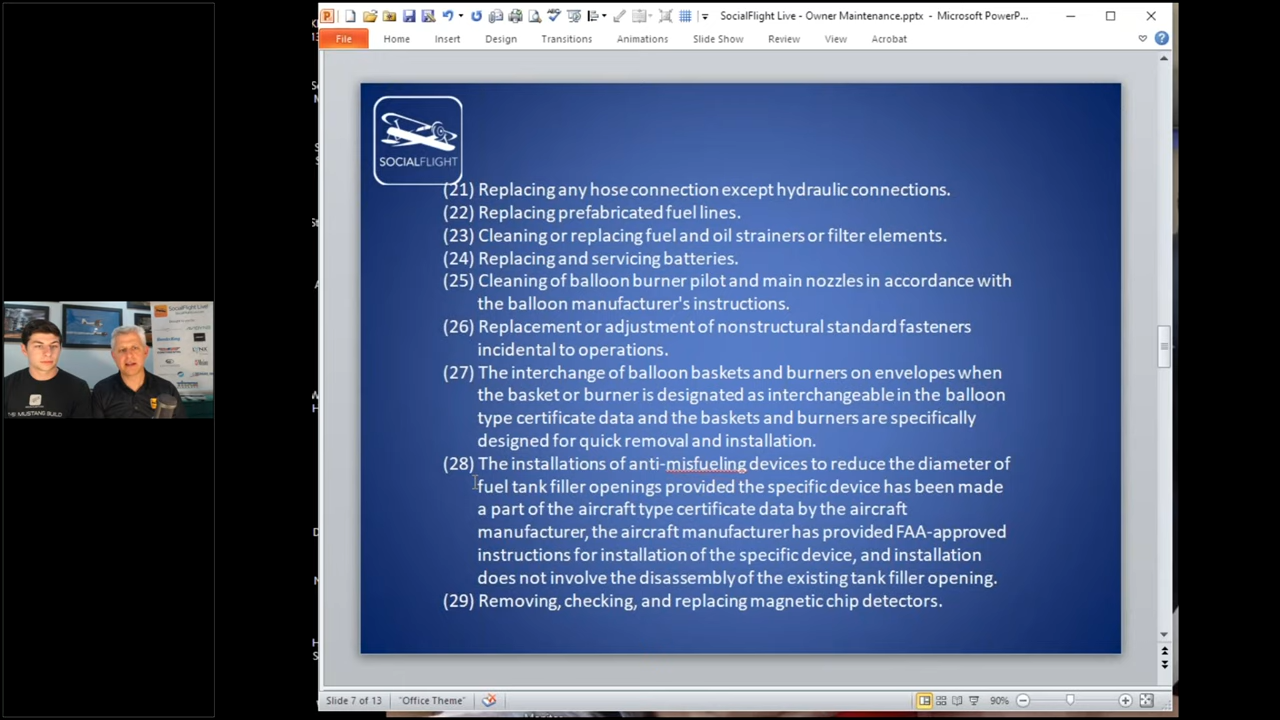 SocialFlight Live - Owner Maintenance.pptx - Microsoft PowerP...
File Home Insert Design Transitions Animations Slide Show Review View Acrobat
SOCIALFLIGHT
(21) Replacing any hose connection except hydraulic connections.
(22) Replacing prefabricated fuel lines.
(23) Cleaning or replacing fuel and oil strainers or filter elements.
(24) Replacing and servicing batteries.
(25) Cleaning of balloon burner pilot and main nozzles in accordance with
the balloon manufacturer's instructions.
(26) Replacement or adjustment of nonstructural standard fasteners
incidental to operations.
(27) The interchange of balloon baskets and burners on envelopes when
the basket or burner is designated as interchangeable in the balloon
type certificate data and the baskets and burners are specifically
designed for quick removal and installation.
(28) The installations of anti-misfueling devices to reduce the diameter of
fuel tank filler openings provided the specific device has been made
a part of the aircraft type certificate data by the aircraft
manufacturer, the aircraft manufacturer has provided FAA-approved
instructions for installation of the specific device, and installation
does not involve the disassembly of the existing tank filler opening.
(29) Removing, checking, and replacing magnetic chip detectors.
SocialFlight Live!
MUSTANG BUILD
Slide 7 of 13 "Office Theme" 90%